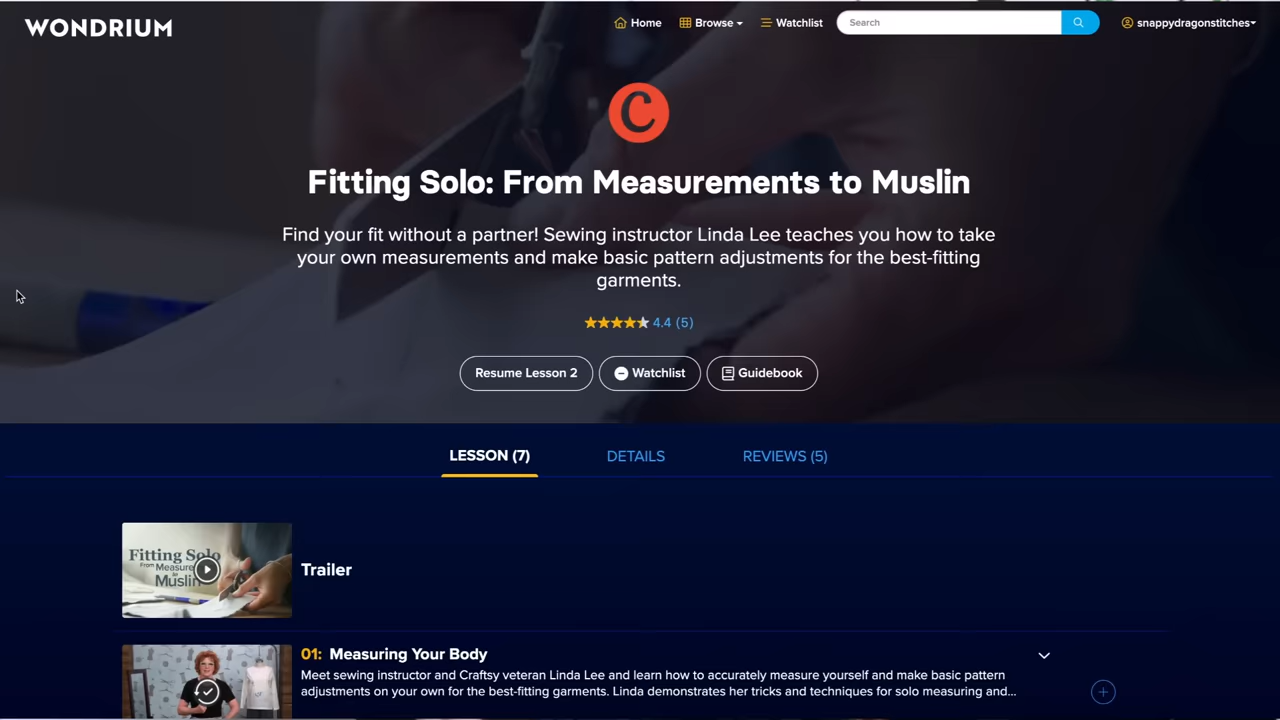 WONDRIUM
Home
Browse
Watchlist
Search
snappydragonstitches
C
Fitting Solo: From Measurements to Muslin
Find your fit without a partner! Sewing instructor Linda Lee teaches you how to take
your own measurements and make basic pattern adjustments for the best-fitting
garments.
4.4 (5)
Resume Lesson 2
Watchlist
Guidebook
LESSON (7)
DETAILS
REVIEWS (5)
Fitting Solo
From Measure
to
Muslin
Trailer
01: Measuring Your Body
Meet sewing instructor and Craftsy veteran Linda Lee and learn how to accurately measure yourself and make basic pattern
adjustments on your own for the best-fitting garments. Linda demonstrates her tricks and techniques for solo measuring and...